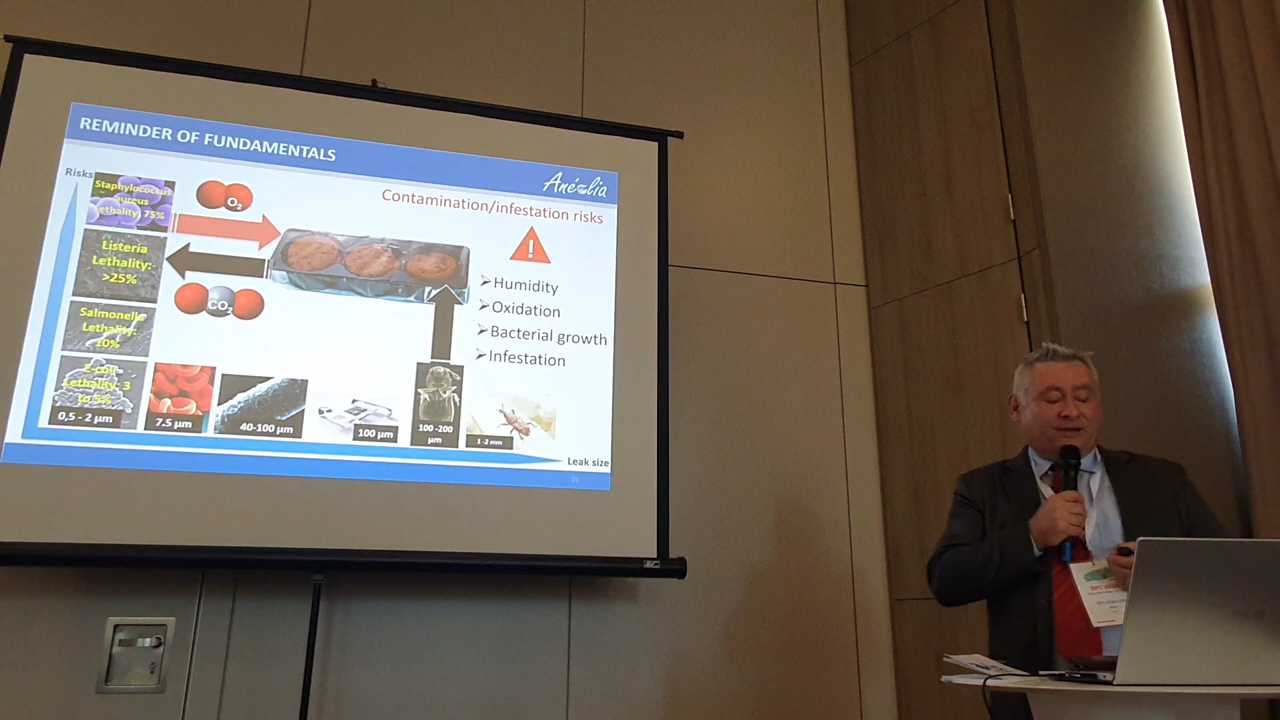 REMINDER OF FUNDAMENTALS
Anéolia
Risks
Staphylococcus
aureus
Lethality: 75%
O2
Contamination/infestation risks
!
Listeria
Lethality:
>25%
CO2
➢Humidity
➢Oxidation
➢Bacterial growth
➢Infestation
Salmonella
Lethality:
10%
E-coli
Lethality: 3
to 5%
0,5 - 2 µm
7.5 µm
40-100 µm
100 µm
100 -200
µm
1 -2 mm
Leak size